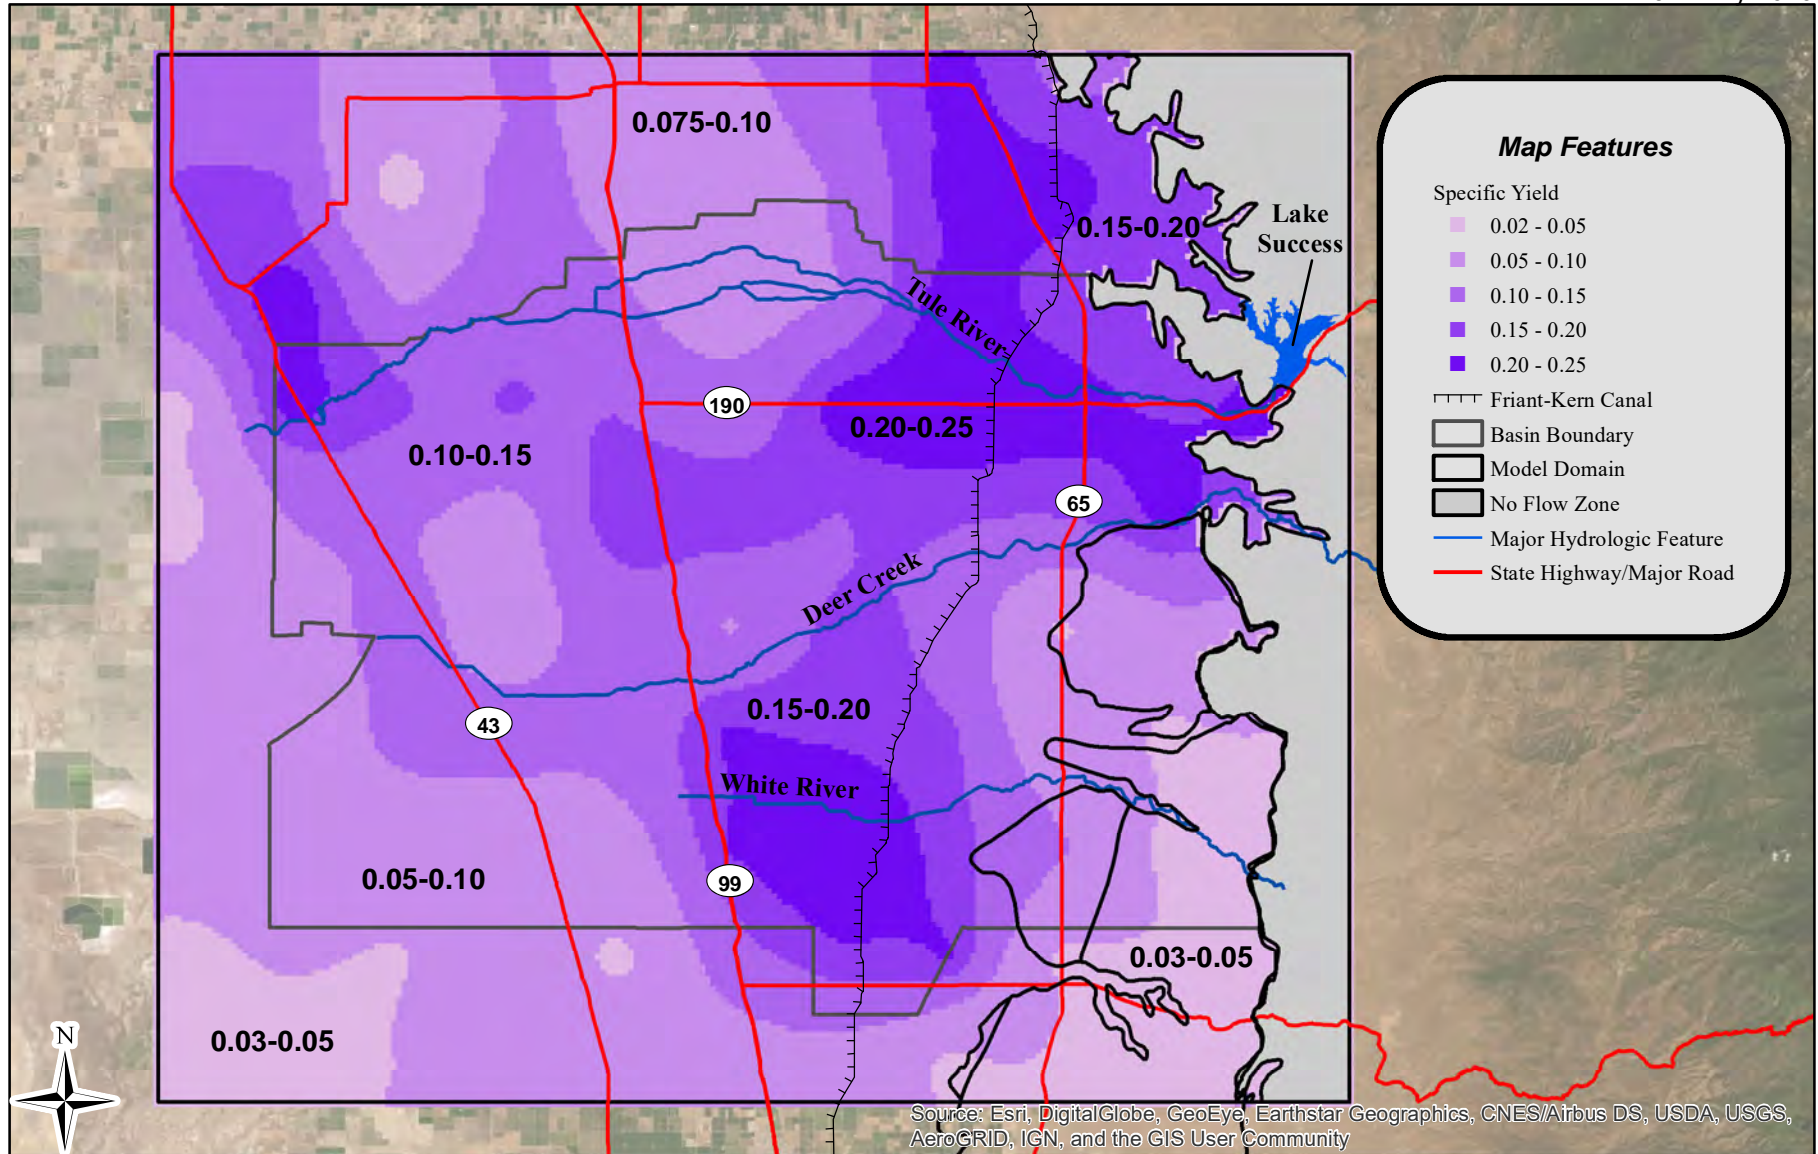 0.075-0.10
Map Features
Specific Yield
0.02 - 0.05
0.05 - 0.10
0.10 - 0.15
0.15 - 0.20
0.20 - 0.25
Friant-Kern Canal
Basin Boundary
Model Domain
No Flow Zone
Major Hydrologic Feature
State Highway/Major Road
Lake
Success
0.15-0.20
Tule River
190
0.20-0.25
0.10-0.15
65
Deer Creek
0.15-0.20
43
White River
0.05-0.10
99
0.03-0.05
0.03-0.05
N
Source: Esri, DigitalGlobe, GeoEye, Earthstar Geographics, CNES/Airbus DS, USDA, USGS,
AeroGRID, IGN, and the GIS User Community